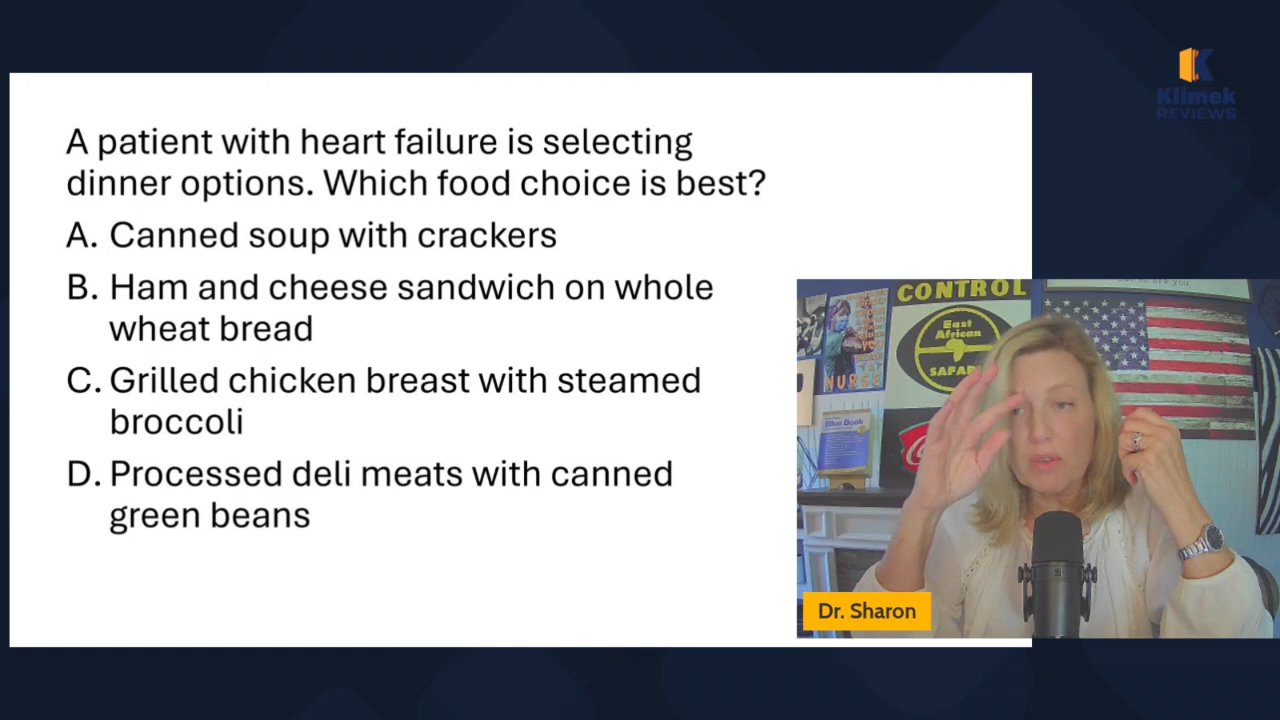 Klimek
REVIEWS
A patient with heart failure is selecting
dinner options. Which food choice is best?
A. Canned soup with crackers
B. Ham and cheese sandwich on whole
wheat bread
C. Grilled chicken breast with steamed
broccoli
D. Processed deli meats with canned
green beans
CONTROL
East
African
SAFARI
NURSE
Blue Book
Dr. Sharon